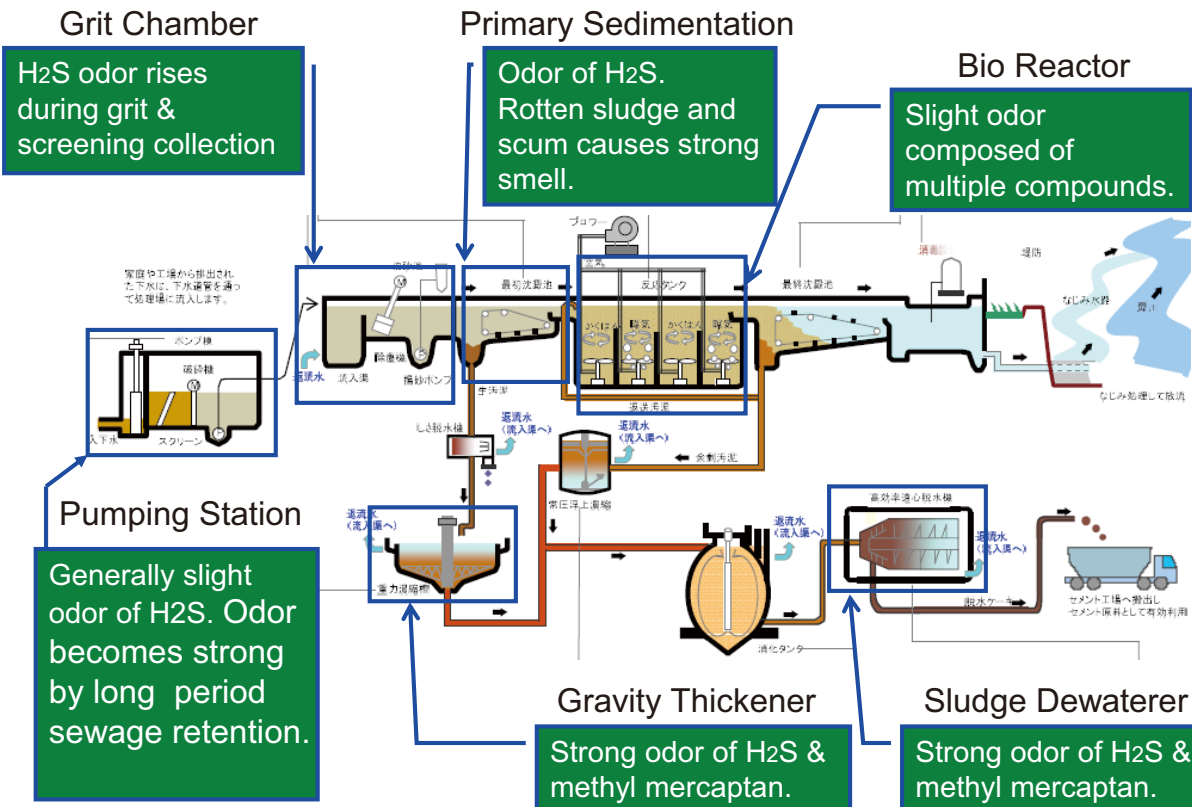 Grit Chamber
H2S odor rises
during grit &
screening collection
Primary Sedimentation
Odor of H2S.
Rotten sludge and
scum causes strong
smell.
Bio Reactor
Slight odor
composed of
multiple compounds.
ブロワー
空気
堤防
家庭や工場から排出され
た下水は、下水道管を通っ
て処理場に流入します。
最初沈殿池
反応タンク
最終沈殿池
なじみ水路
ポンプ棟
破砕機
M
P
入下水
スクリーン
返流水
流入渠
除塵機
揚砂ポンプ
M
P
かくはん
曝気
かくはん
曝気
生汚泥
返送汚泥
なじみ処理して放流
しさ脱水機
返流水
(流入渠へ)
返流水
(流入渠へ)
余剰汚泥
常圧浮上濃縮
高効率遠心脱水機
返流水
(流入渠へ)
重力濃縮槽
返流水
(流入渠へ)
消化タンク
返流水
(流入渠へ)
脱水ケーキ
セメント工場へ搬出し
セメント原料として有効利用
Pumping Station
Generally slight
odor of H2S. Odor
becomes strong
by long period
sewage retention.
Gravity Thickener
Strong odor of H2S &
methyl mercaptan.
Sludge Dewaterer
Strong odor of H2S &
methyl mercaptan.